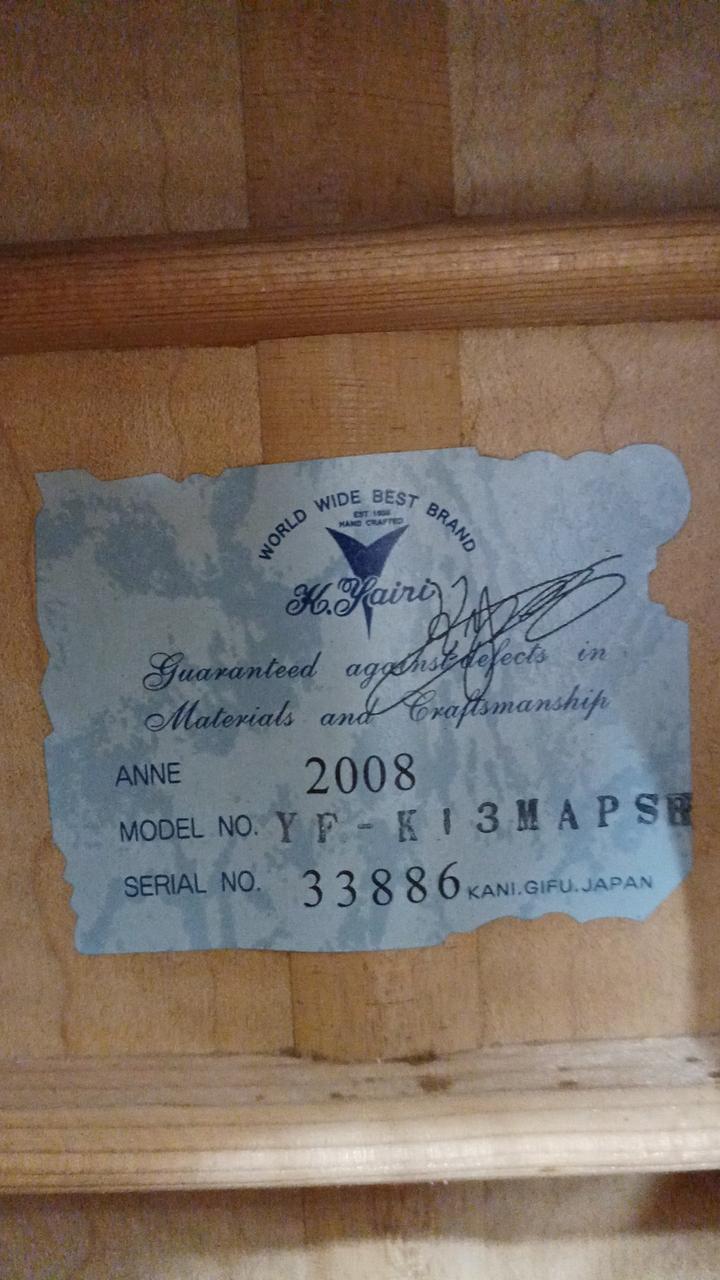 WORLD WIDE BEST BRAND
EST 1935
HAND CRAFTED
K.Yairi
Guaranteed against defects in
Materials and Craftsmanship
ANNE 2008
MODEL NO. YF-K13MAPSB
SERIAL NO. 33886 KANI.GIFU.JAPAN